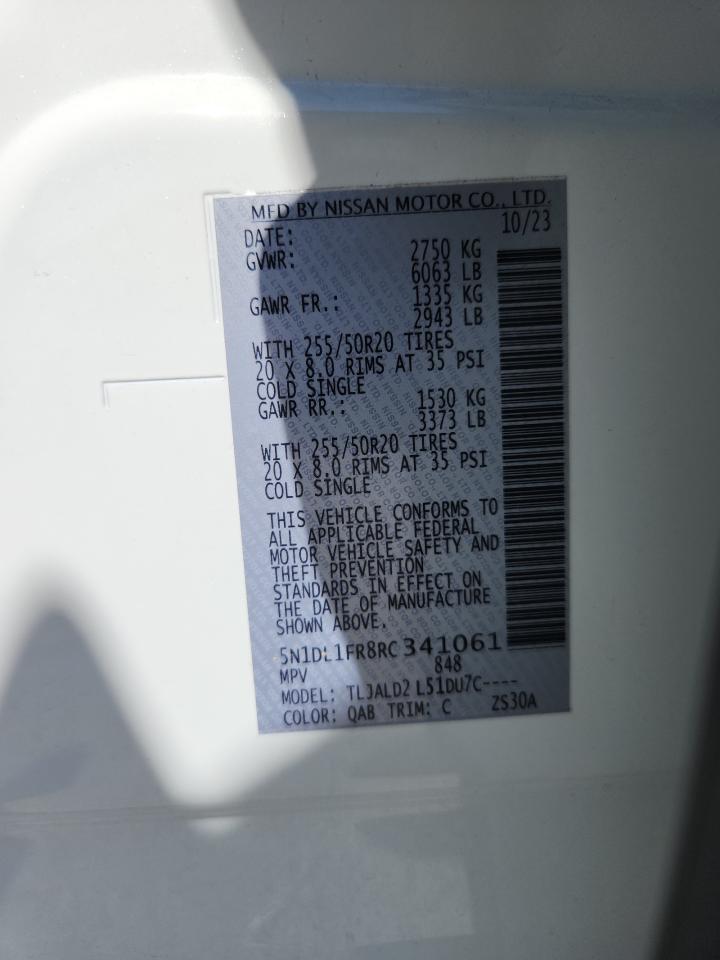 MFD BY NISSAN MOTOR CO., LTD.
DATE: 10/23
GVWR: 2750 KG
6063 LB
GAWR FR.: 1335 KG
2943 LB
WITH 255/50R20 TIRES
20 X 8.0 RIMS AT 35 PSI
COLD SINGLE
GAWR RR.: 1530 KG
3373 LB
WITH 255/50R20 TIRES
20 X 8.0 RIMS AT 35 PSI
COLD SINGLE
THIS VEHICLE CONFORMS TO
ALL APPLICABLE FEDERAL
MOTOR VEHICLE SAFETY AND
THEFT PREVENTION
STANDARDS IN EFFECT ON
THE DATE OF MANUFACTURE
SHOWN ABOVE.
5N1DL1FR8RC341061
MPV 848
MODEL: TLJALD2 L51DU7C----
COLOR: QAB TRIM: C ZS30A